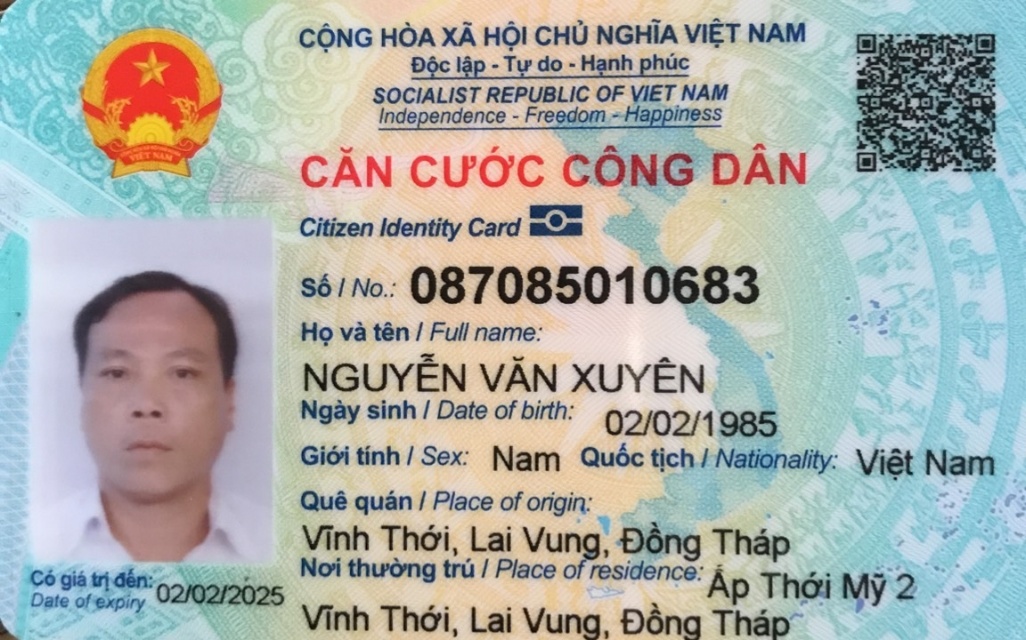 CỘNG HÒA XÃ HỘI CHỦ NGHĨA VIỆT NAM
Độc lập - Tự do - Hạnh phúc
SOCIALIST REPUBLIC OF VIET NAM
Independence - Freedom - Happiness
CĂN CƯỚC CÔNG DÂN
Citizen Identity Card
Số / No.: 087085010683
Họ và tên / Full name:
NGUYỄN VĂN XUYÊN
Ngày sinh / Date of birth: 02/02/1985
Giới tính / Sex: Nam Quốc tịch / Nationality: Việt Nam
Quê quán / Place of origin:
Vĩnh Thới, Lai Vung, Đồng Tháp
Nơi thường trú / Place of residence: Ấp Thới Mỹ 2
Vĩnh Thới, Lai Vung, Đồng Tháp
Có giá trị đến: 02/02/2025
Date of expiry
VIỆT NAM